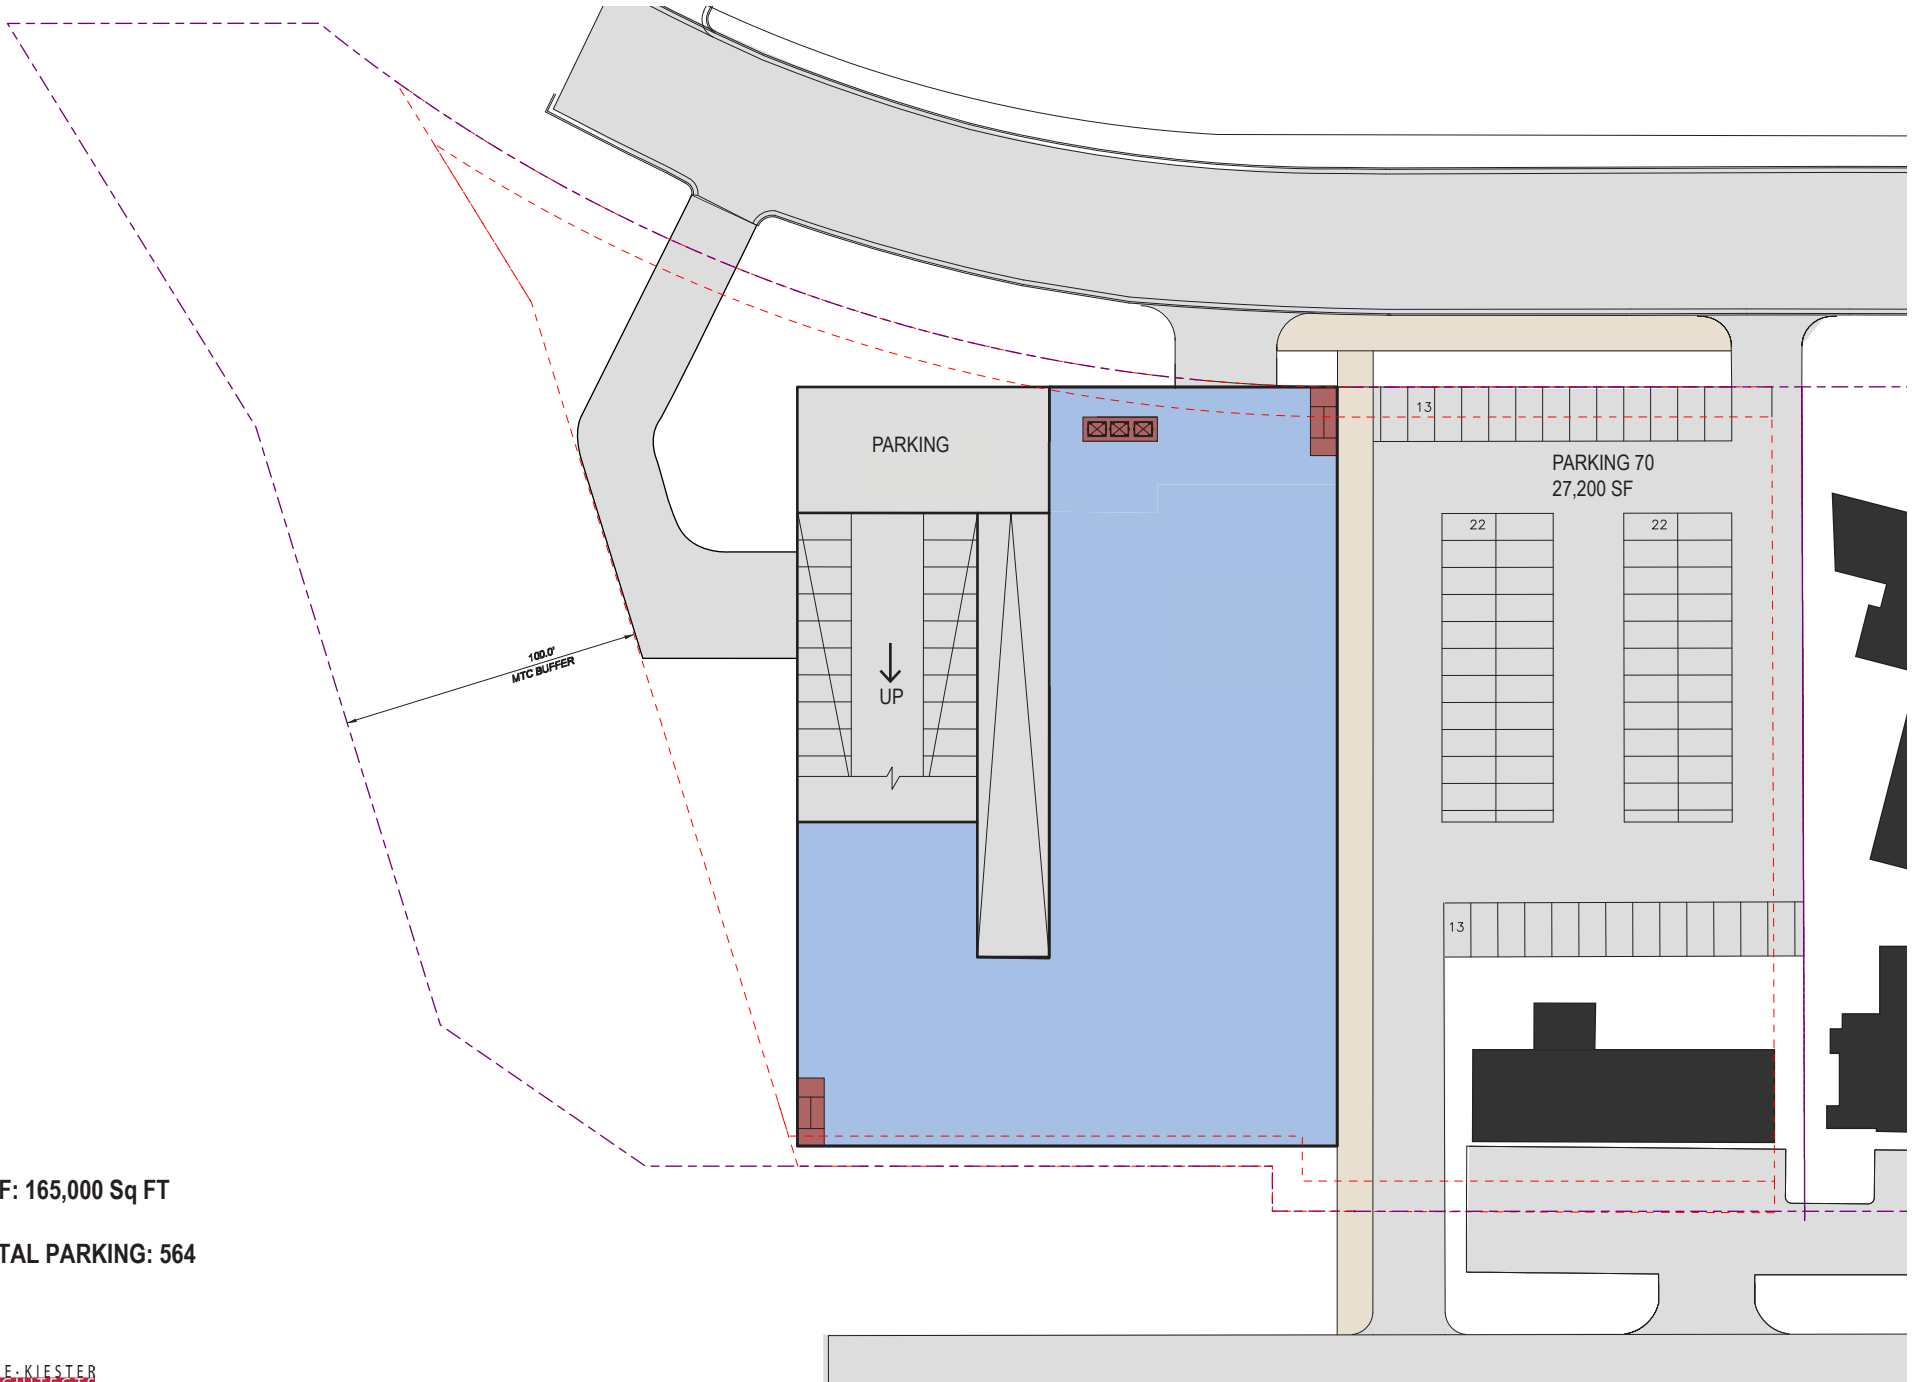 13
PARKING
PARKING 70
27,200 SF
22
22
100.0'
MTC BUFFER
UP
13
F: 165,000 Sq FT
TAL PARKING: 564
E·KIESTER